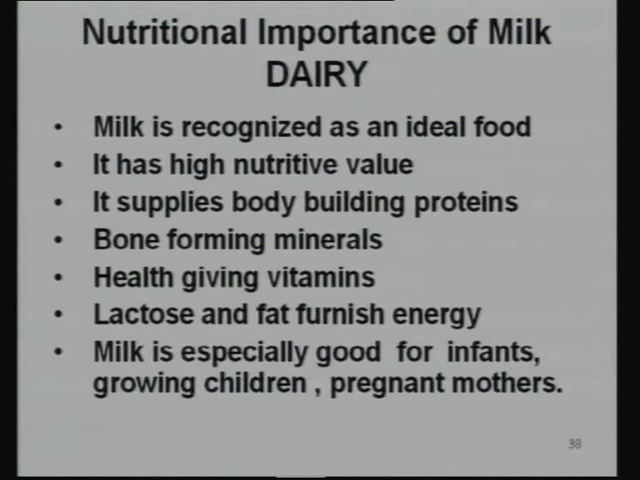 Nutritional Importance of Milk
DAIRY
• Milk is recognized as an ideal food
• It has high nutritive value
• It supplies body building proteins
• Bone forming minerals
• Health giving vitamins
• Lactose and fat furnish energy
• Milk is especially good for infants,
growing children , pregnant mothers.
38